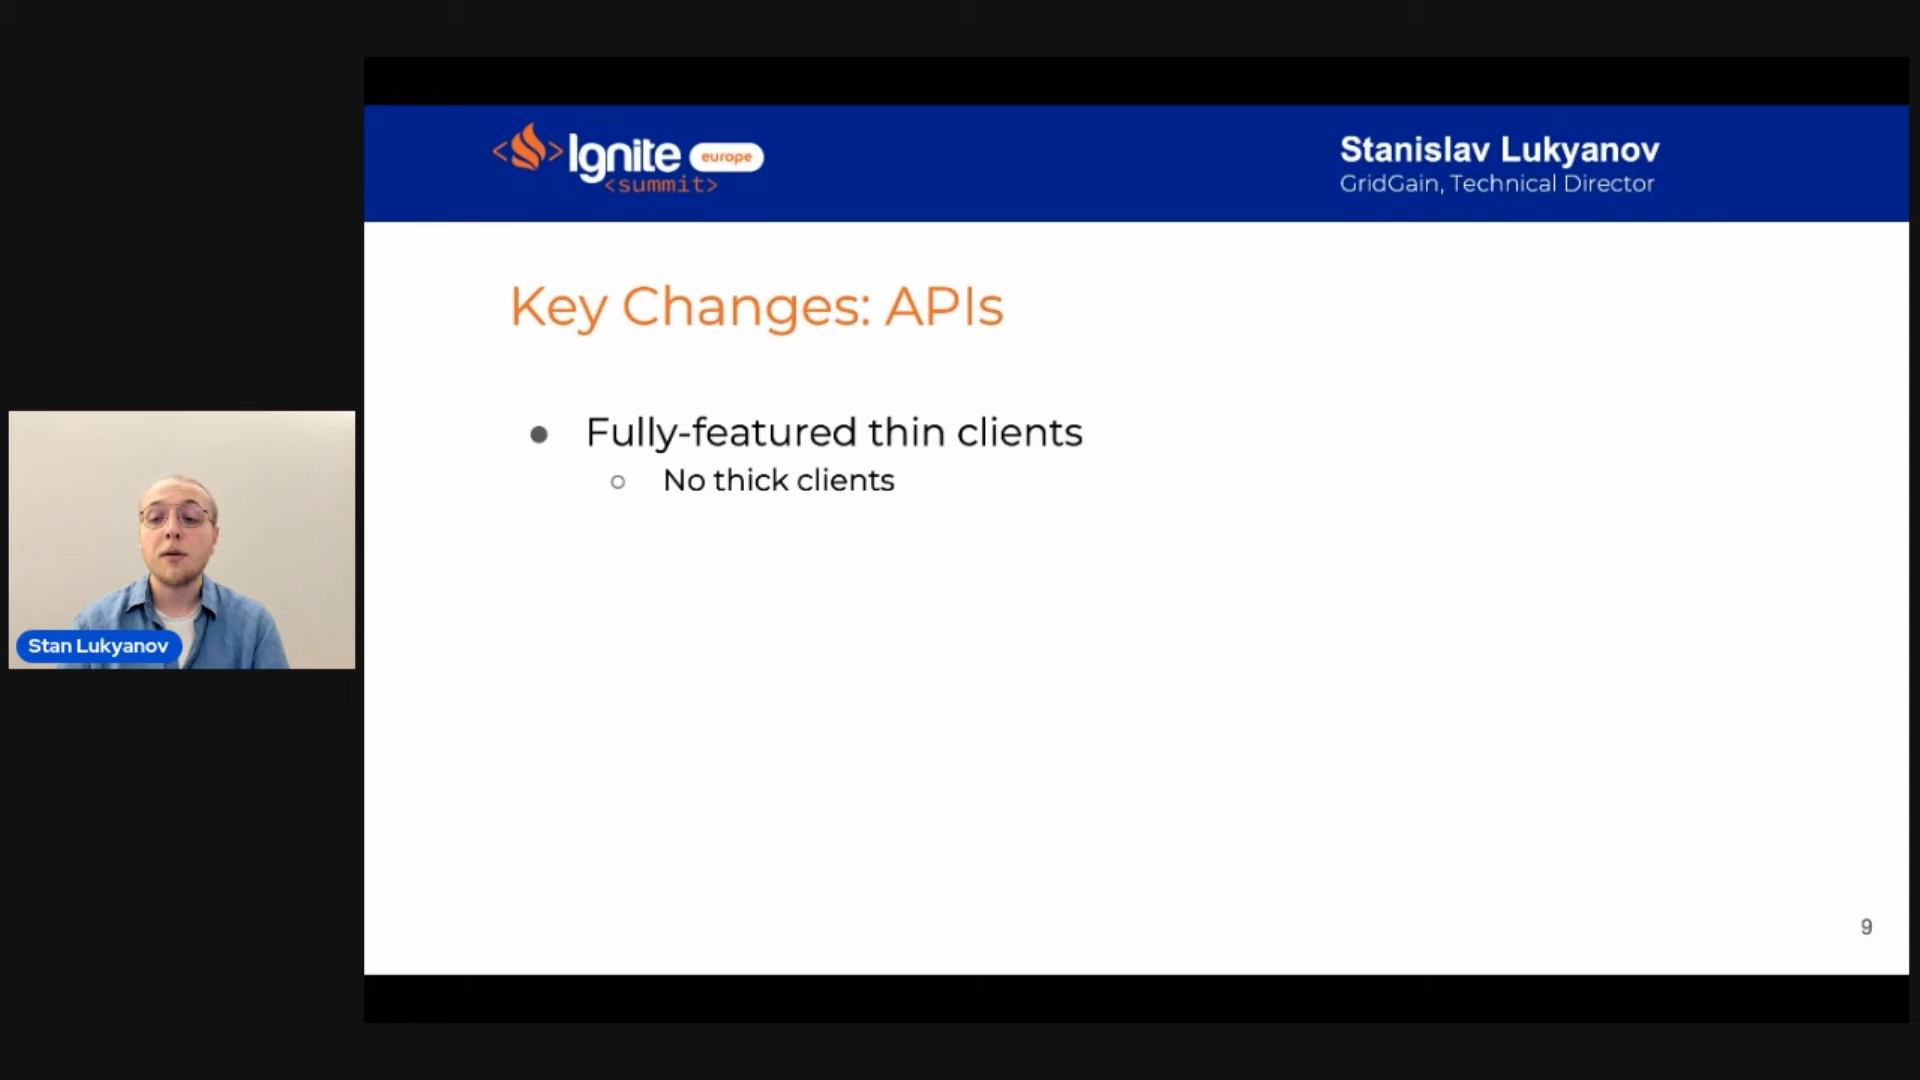 <> Ignite europe
<summit>
Stanislav Lukyanov
GridGain, Technical Director
Key Changes: APIs
● Fully-featured thin clients
○ No thick clients
Stan Lukyanov
9